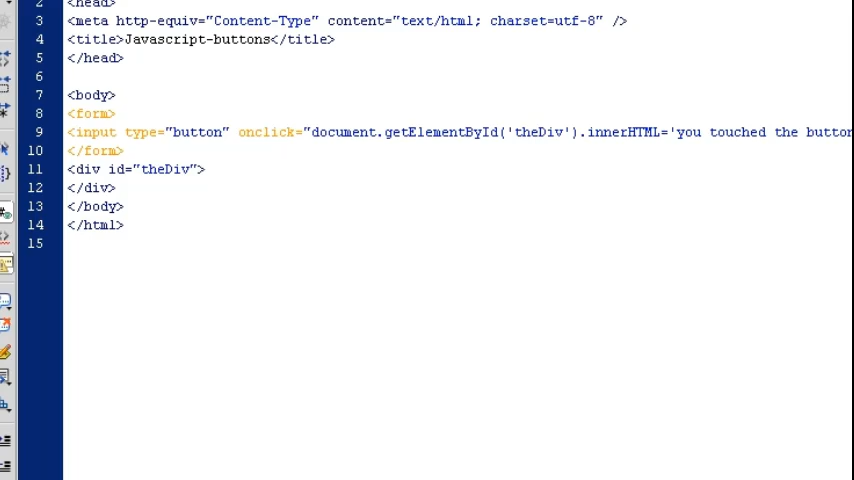 2 <head>
3 <meta http-equiv="Content-Type" content="text/html; charset=utf-8" />
4 <title>Javascript-buttons</title>
5 </head>
6
7 <body>
8 <form>
9 <input type="button" onclick="document.getElementById('theDiv').innerHTML='you touched the button
10 </form>
11 <div id="theDiv">
12 </div>
13 </body>
14 </html>
15